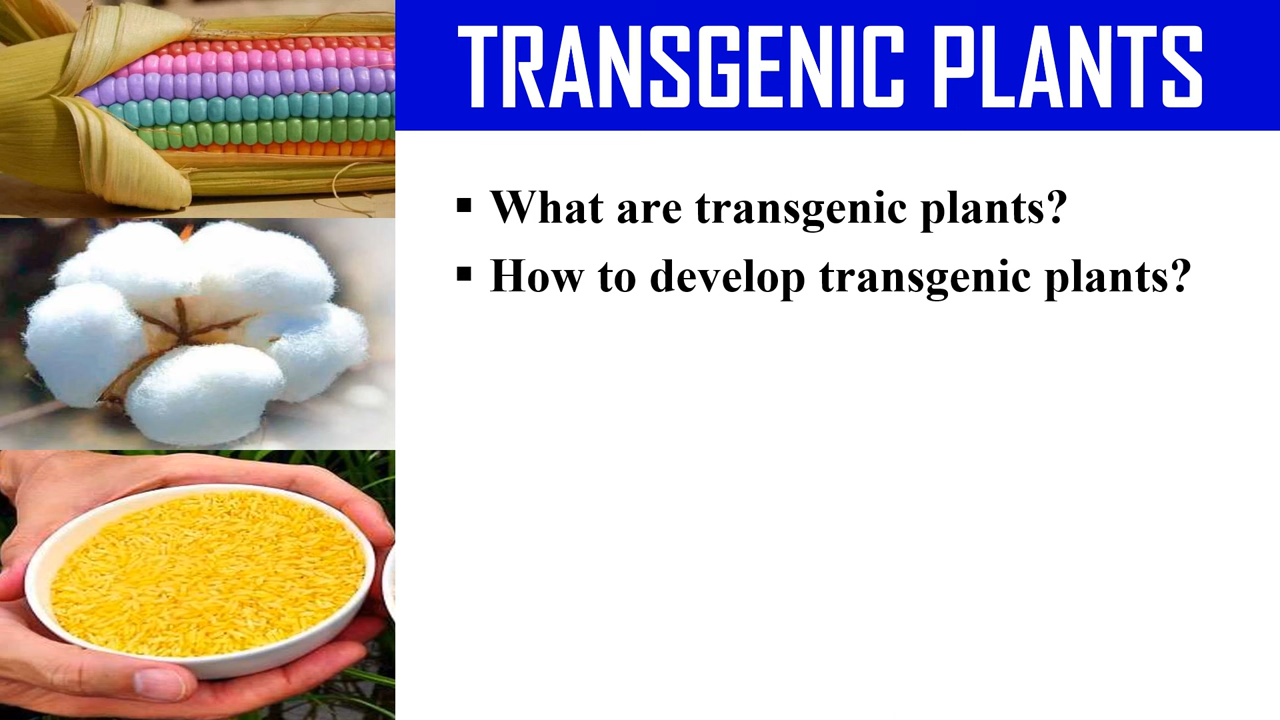 TRANSGENIC PLANTS
▪ What are transgenic plants?
▪ How to develop transgenic plants?